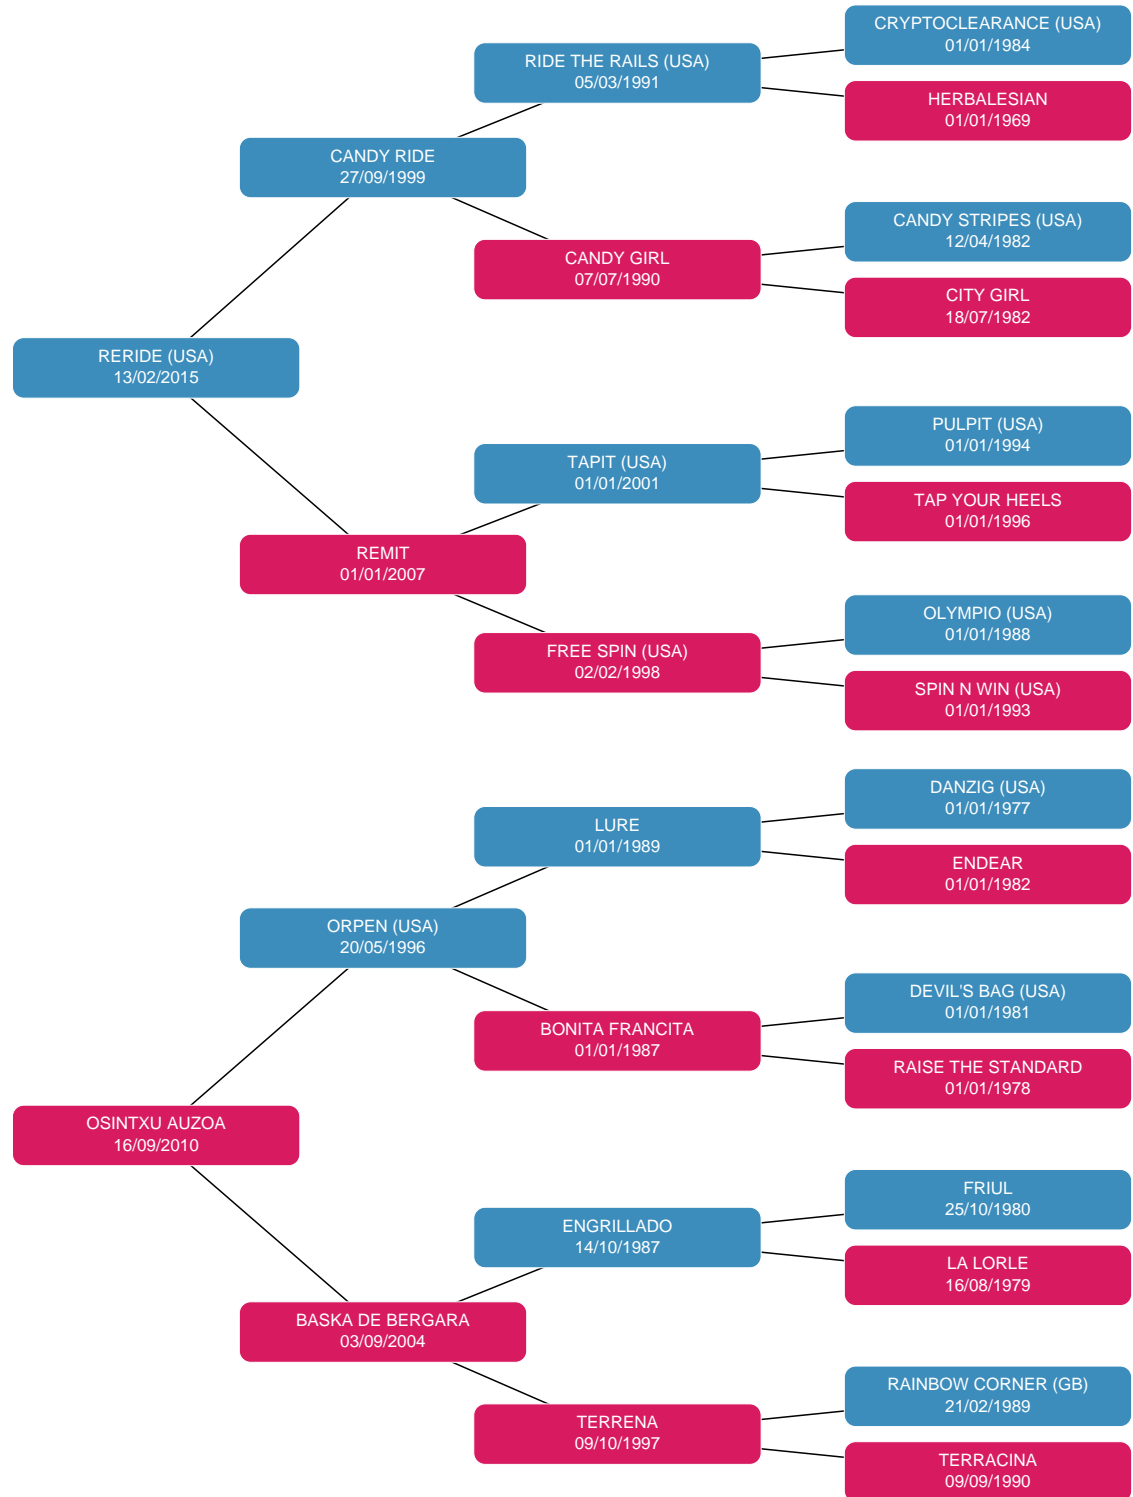 CRYPTOCLEARANCE (USA)
01/01/1984
RIDE THE RAILS (USA)
05/03/1991
HERBALESIAN
01/01/1969
CANDY RIDE
27/09/1999
CANDY STRIPES (USA)
12/04/1982
CANDY GIRL
07/07/1990
CITY GIRL
18/07/1982
RERIDE (USA)
13/02/2015
PULPIT (USA)
01/01/1994
TAPIT (USA)
01/01/2001
TAP YOUR HEELS
01/01/1996
REMIT
01/01/2007
OLYMPIO (USA)
01/01/1988
FREE SPIN (USA)
02/02/1998
SPIN N WIN (USA)
01/01/1993
DANZIG (USA)
01/01/1977
LURE
01/01/1989
ENDEAR
01/01/1982
ORPEN (USA)
20/05/1996
DEVIL'S BAG (USA)
01/01/1981
BONITA FRANCITA
01/01/1987
RAISE THE STANDARD
01/01/1978
OSINTXU AUZOA
16/09/2010
FRIUL
25/10/1980
ENGRILLADO
14/10/1987
LA LORLE
16/08/1979
BASKA DE BERGARA
03/09/2004
RAINBOW CORNER (GB)
21/02/1989
TERRENA
09/10/1997
TERRACINA
09/09/1990